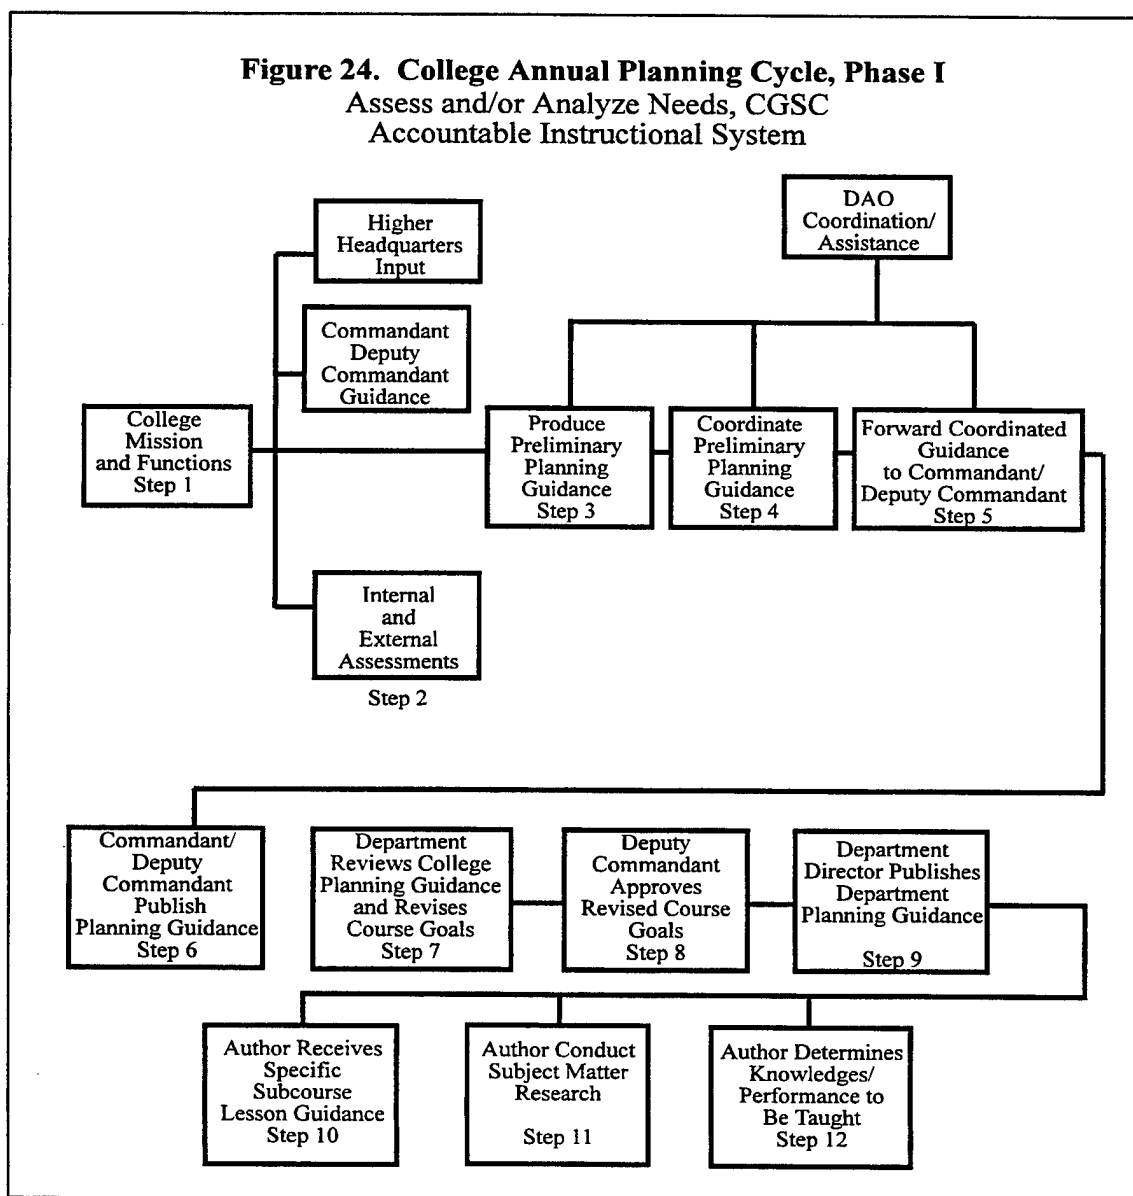 Figure 24. College Annual Planning Cycle, Phase I
Assess and/or Analyze Needs, CGSC
Accountable Instructional System
DAO
Coordination/
Assistance
Higher
Headquarters
Input
Commandant
Deputy
Commandant
Guidance
College
Mission
and Functions
Step 1
Produce
Preliminary
Planning
Guidance
Step 3
Coordinate
Preliminary
Planning
Guidance
Step 4
Forward Coordinated
Guidance
to Commandant/
Deputy Commandant
Step 5
Internal
and
External
Assessments
Step 2
Commandant/
Deputy
Commandant
Publish
Planning Guidance
Step 6
Department
Reviews College
Planning Guidance
and Revises
Course Goals
Step 7
Deputy
Commandant
Approves
Revised Course
Goals
Step 8
Department
Director Publishes
Department
Planning Guidance
Step 9
Author Receives
Specific
Subcourse
Lesson Guidance
Step 10
Author Conduct
Subject Matter
Research
Step 11
Author Determines
Knowledges/
Performance to
Be Taught
Step 12